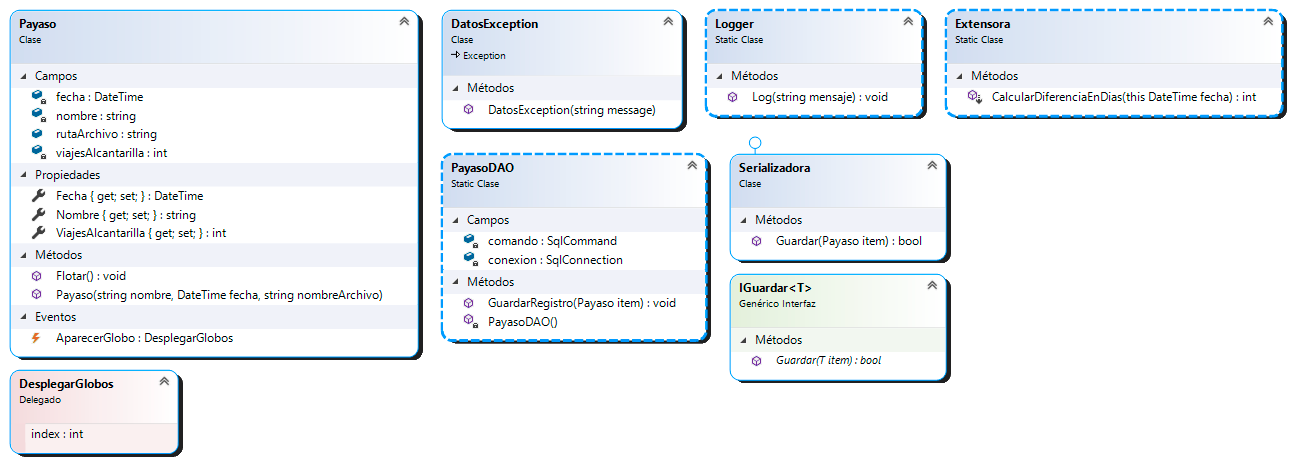 Payaso
Clase
Campos
fecha : DateTime
nombre : string
rutaArchivo : string
viajesAlcantarilla : int
Propiedades
Fecha { get; set; } : DateTime
Nombre { get; set; } : string
ViajesAlcantarilla { get; set; } : int
Métodos
Flotar() : void
Payaso(string nombre, DateTime fecha, string nombreArchivo)
Eventos
AparecerGlobo : DesplegarGlobos
DesplegarGlobos
Delegado
index : int
DatosException
Clase
Exception
Métodos
DatosException(string message)
PayasoDAO
Static Clase
Campos
comando : SqlCommand
conexion : SqlConnection
Métodos
GuardarRegistro(Payaso item) : void
PayasoDAO()
Logger
Static Clase
Métodos
Log(string mensaje) : void
Serializadora
Clase
Métodos
Guardar(Payaso item) : bool
IGuardar<T>
Genérico Interfaz
Métodos
Guardar(T item) : bool
Extensora
Static Clase
Métodos
CalcularDiferenciaEnDias(this DateTime fecha) : int